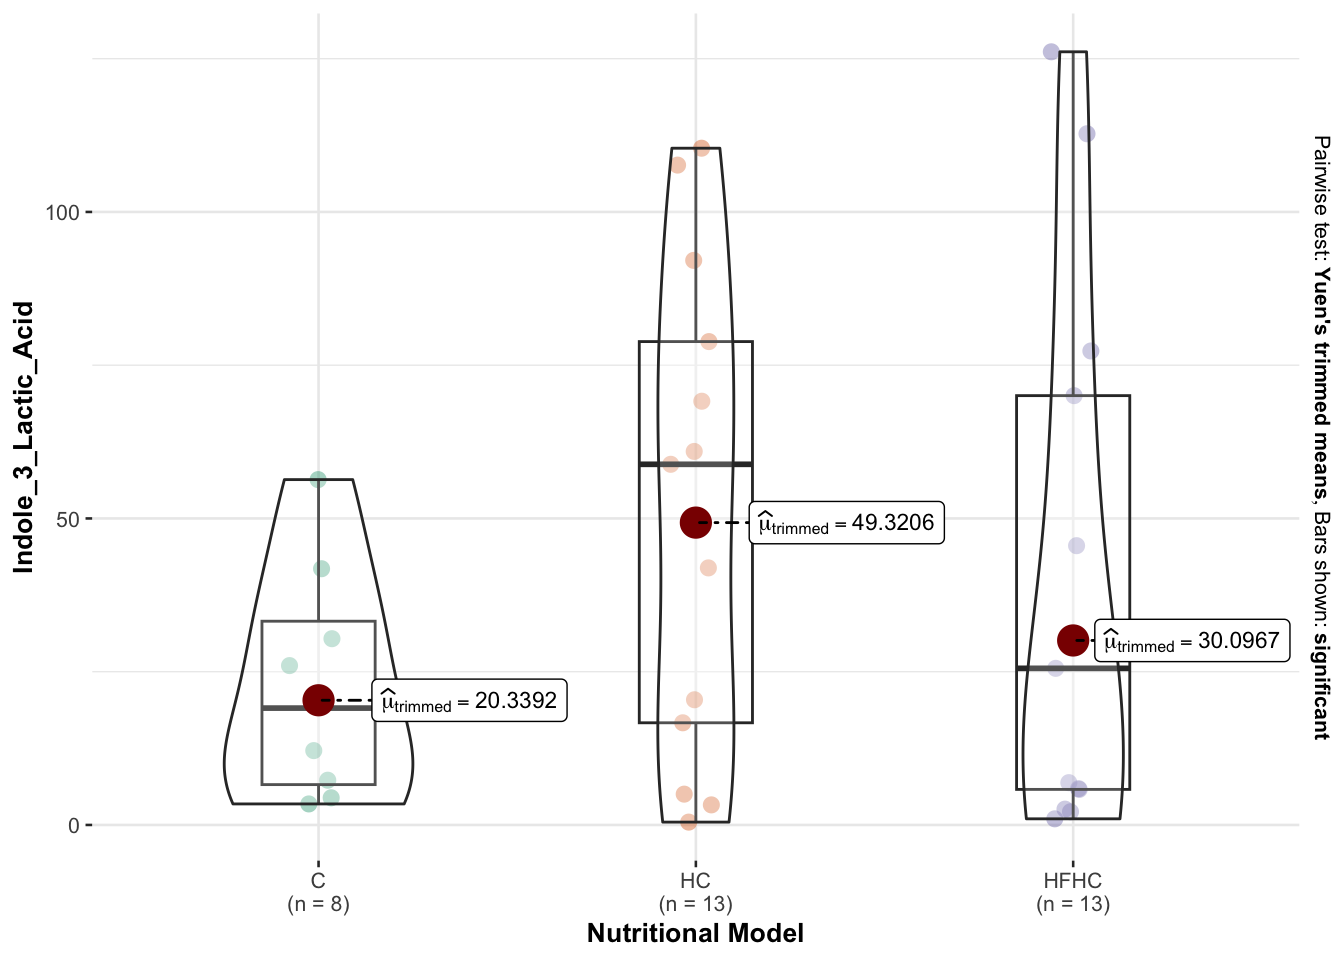 Indole_3_Lactic_Acid
100
50
0
μ̂trimmed = 20.3392
μ̂trimmed = 49.3206
μ̂trimmed = 30.0967
C
(n = 8)
HC
(n = 13)
HFHC
(n = 13)
Nutritional Model
Pairwise test: Yuen's trimmed means, Bars shown: significant